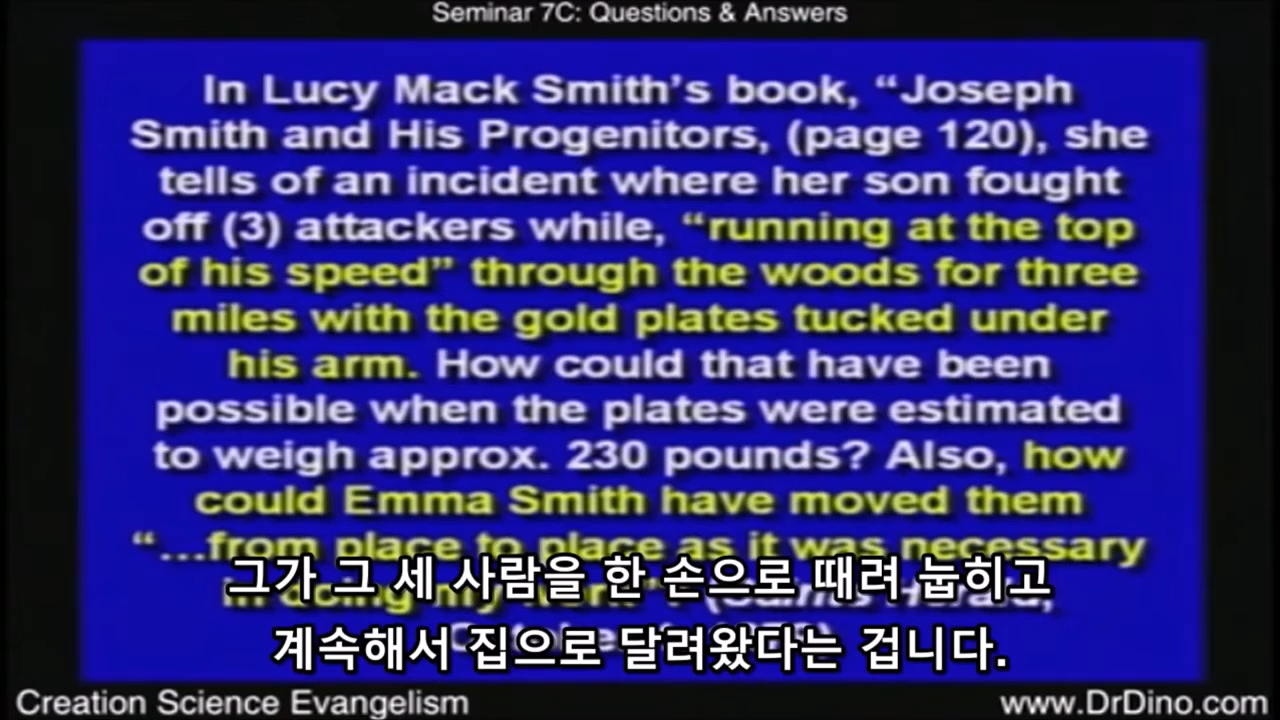 Seminar 7C: Questions & Answers
In Lucy Mack Smith's book, “Joseph
Smith and His Progenitors, (page 120), she
tells of an incident where her son fought
off (3) attackers while, “running at the top
of his speed” through the woods for three
miles with the gold plates tucked under
his arm. How could that have been
possible when the plates were estimated
to weigh approx. 230 pounds? Also, how
could Emma Smith have moved them
“...from place to place as it was necessary
그가 그 세 사람을 한 손으로 때려 눕히고
계속해서 집으로 달려왔다는 겁니다.
Creation Science Evangelism
www.DrDino.com